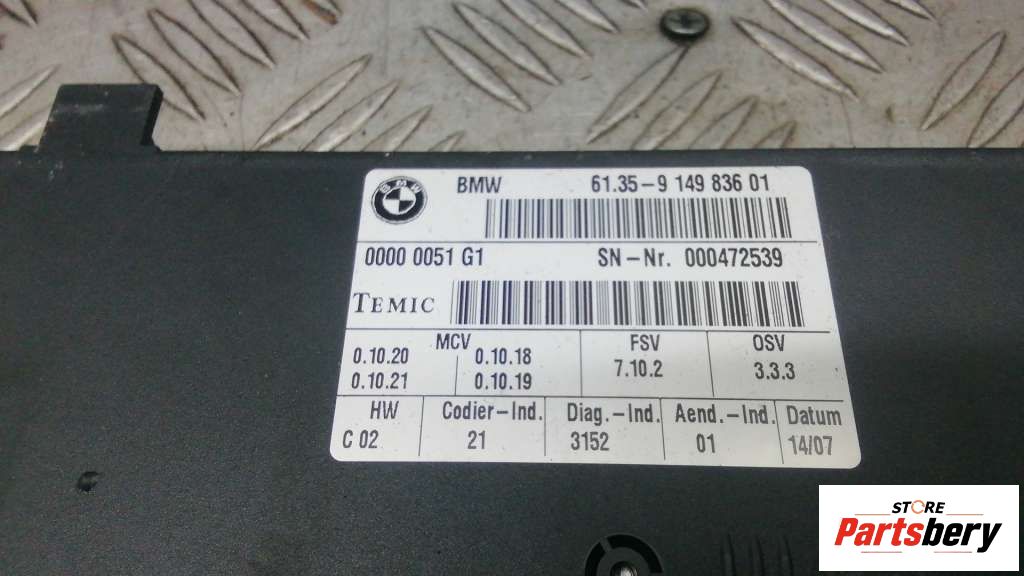 BMW 61.35-9 149 836 01
BMW
0000 0051 G1 SN-Nr. 000472539
TEMIC
MCV FSV OSV
0.10.20 0.10.18 7.10.2 3.3.3
0.10.21 0.10.19
HW Codier-Ind. Diag.-Ind. Aend.-Ind. Datum
C 02 21 3152 01 14/07
STORE
Partsbery